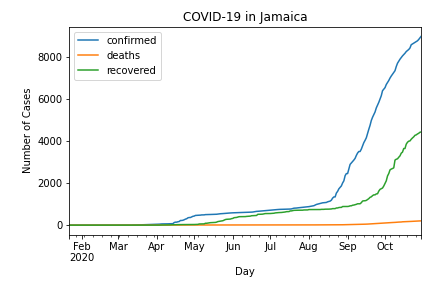 COVID-19 in Jamaica
confirmed
deaths
recovered
Number of Cases
8000
6000
4000
2000
0
Feb Mar Apr May Jun Jul Aug Sep Oct
2020
Day